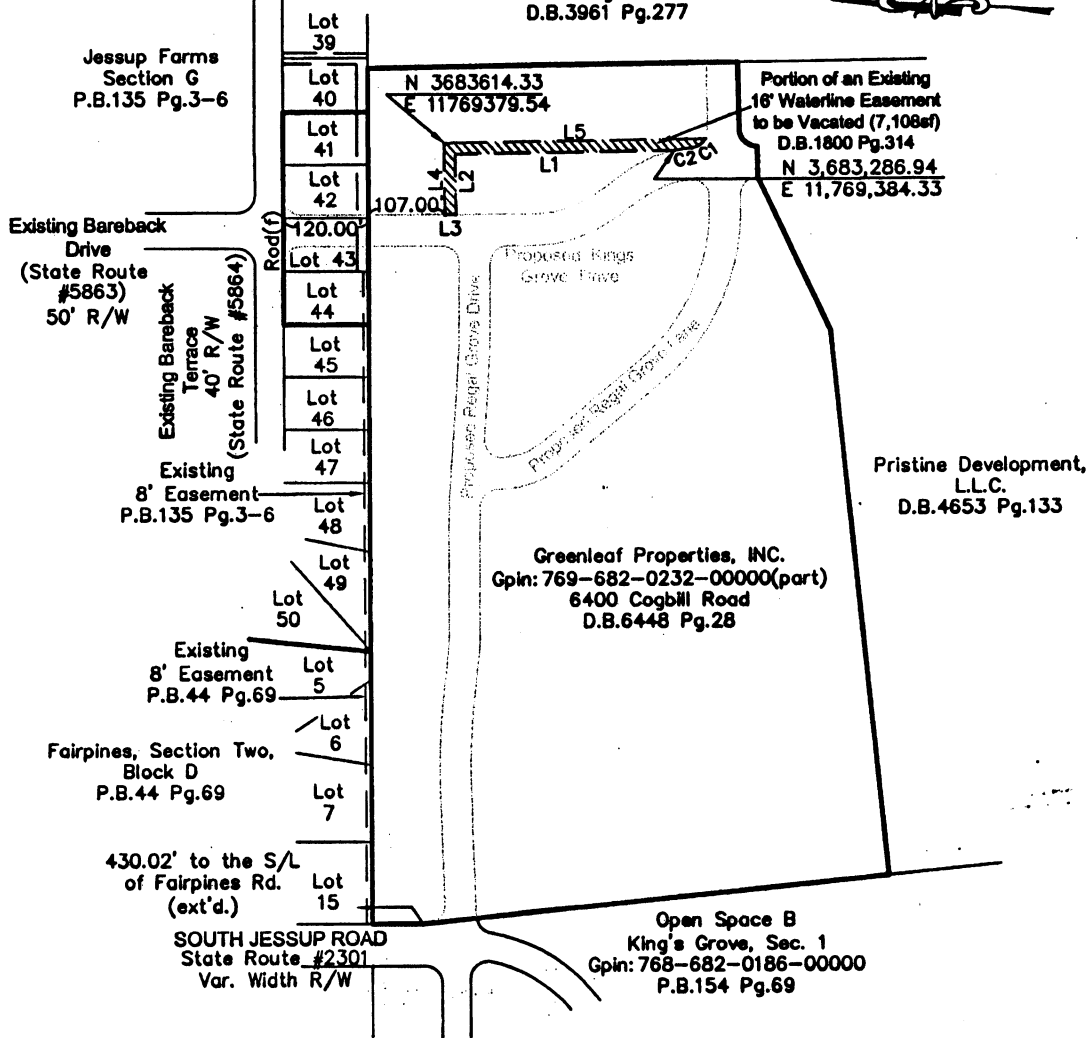 D.B.3961 Pg.277
Lot
39
Jessup Farms
Section G
P.B.135 Pg.3-6
Lot
40
N 3683614.33
E 11769379.54
Portion of an Existing
16' Waterline Easement
to be Vacated (7,108sf)
D.B.1800 Pg.314
N 3,683,286.94
E 11,769,384.33
Lot
41
L5
L1
C2
C1
L4
L2
Lot
42
107.00'
L3
Existing Bareback
Drive
(State Route
#5863)
50' R/W
Rod(f)
120.00'
Lot 43
Proposed Kings
Grove Drive
Existing Bareback
Terrace
40' R/W
(State Route #5864)
Lot
44
Proposed Regal Grove Drive
Proposed Regal Grove Lane
Lot
45
Lot
46
Lot
47
Existing
8' Easement
P.B.135 Pg.3-6
Lot
48
Pristine Development,
L.L.C.
D.B.4653 Pg.133
Lot
49
Greenleaf Properties, INC.
Gpin: 769-682-0232-00000(part)
6400 Cogbill Road
D.B.6448 Pg.28
Lot
50
Existing
8' Easement
P.B.44 Pg.69
Lot
5
Lot
6
Fairpines, Section Two,
Block D
P.B.44 Pg.69
Lot
7
430.02' to the S/L
of Fairpines Rd.
(ext'd.)
Lot
15
SOUTH JESSUP ROAD
State Route #2301
Var. Width R/W
Open Space B
King's Grove, Sec. 1
Gpin: 768-682-0186-00000
P.B.154 Pg.69